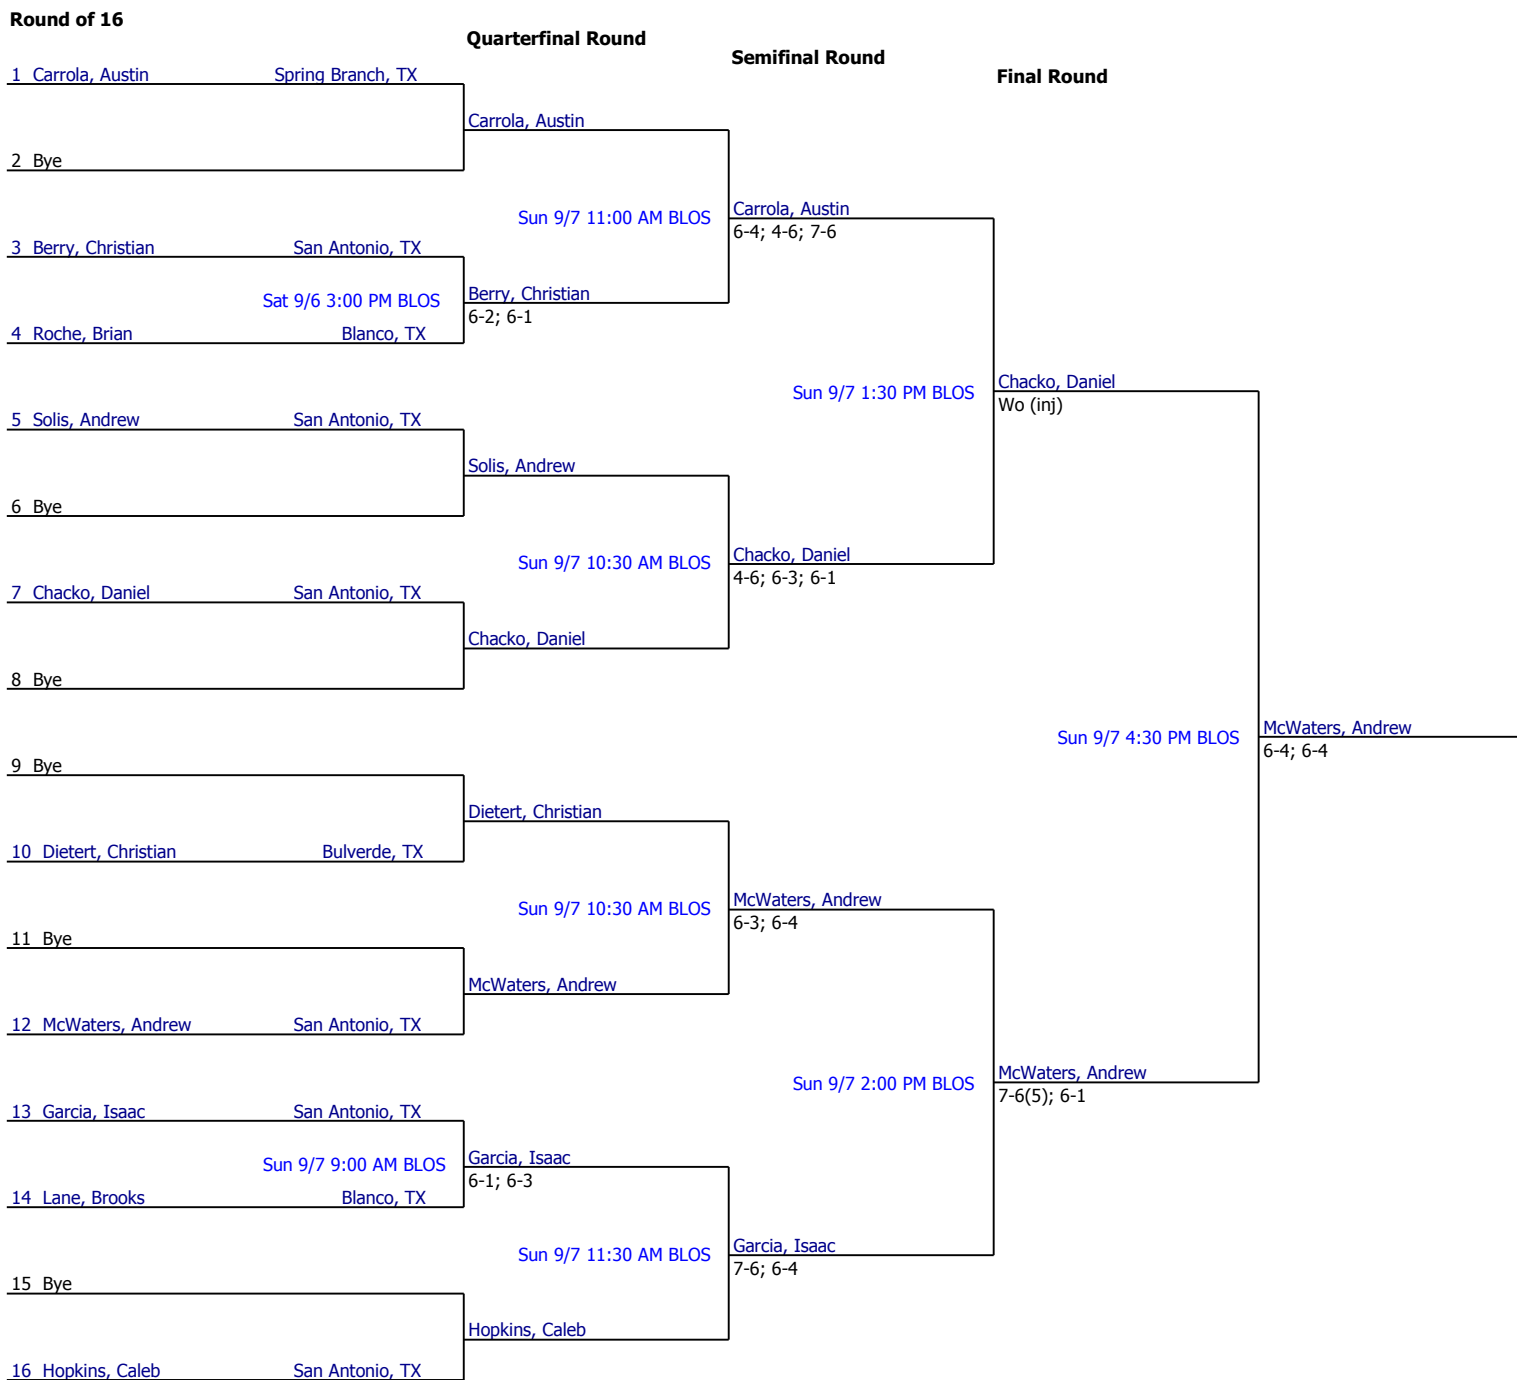 Round of 16
Quarterfinal Round
Semifinal Round
Final Round
1 Carrola, Austin Spring Branch, TX
Carrola, Austin
2 Bye
Sun 9/7 11:00 AM BLOS Carrola, Austin
6-4; 4-6; 7-6
3 Berry, Christian San Antonio, TX
Sat 9/6 3:00 PM BLOS Berry, Christian
6-2; 6-1
4 Roche, Brian Blanco, TX
Sun 9/7 1:30 PM BLOS Chacko, Daniel
Wo (inj)
5 Solis, Andrew San Antonio, TX
Solis, Andrew
6 Bye
Sun 9/7 10:30 AM BLOS Chacko, Daniel
4-6; 6-3; 6-1
7 Chacko, Daniel San Antonio, TX
Chacko, Daniel
8 Bye
Sun 9/7 4:30 PM BLOS McWaters, Andrew
6-4; 6-4
9 Bye
Dietert, Christian
10 Dietert, Christian Bulverde, TX
Sun 9/7 10:30 AM BLOS McWaters, Andrew
6-3; 6-4
11 Bye
McWaters, Andrew
12 McWaters, Andrew San Antonio, TX
Sun 9/7 2:00 PM BLOS McWaters, Andrew
7-6(5); 6-1
13 Garcia, Isaac San Antonio, TX
Sun 9/7 9:00 AM BLOS Garcia, Isaac
6-1; 6-3
14 Lane, Brooks Blanco, TX
Sun 9/7 11:30 AM BLOS Garcia, Isaac
7-6; 6-4
15 Bye
Hopkins, Caleb
16 Hopkins, Caleb San Antonio, TX